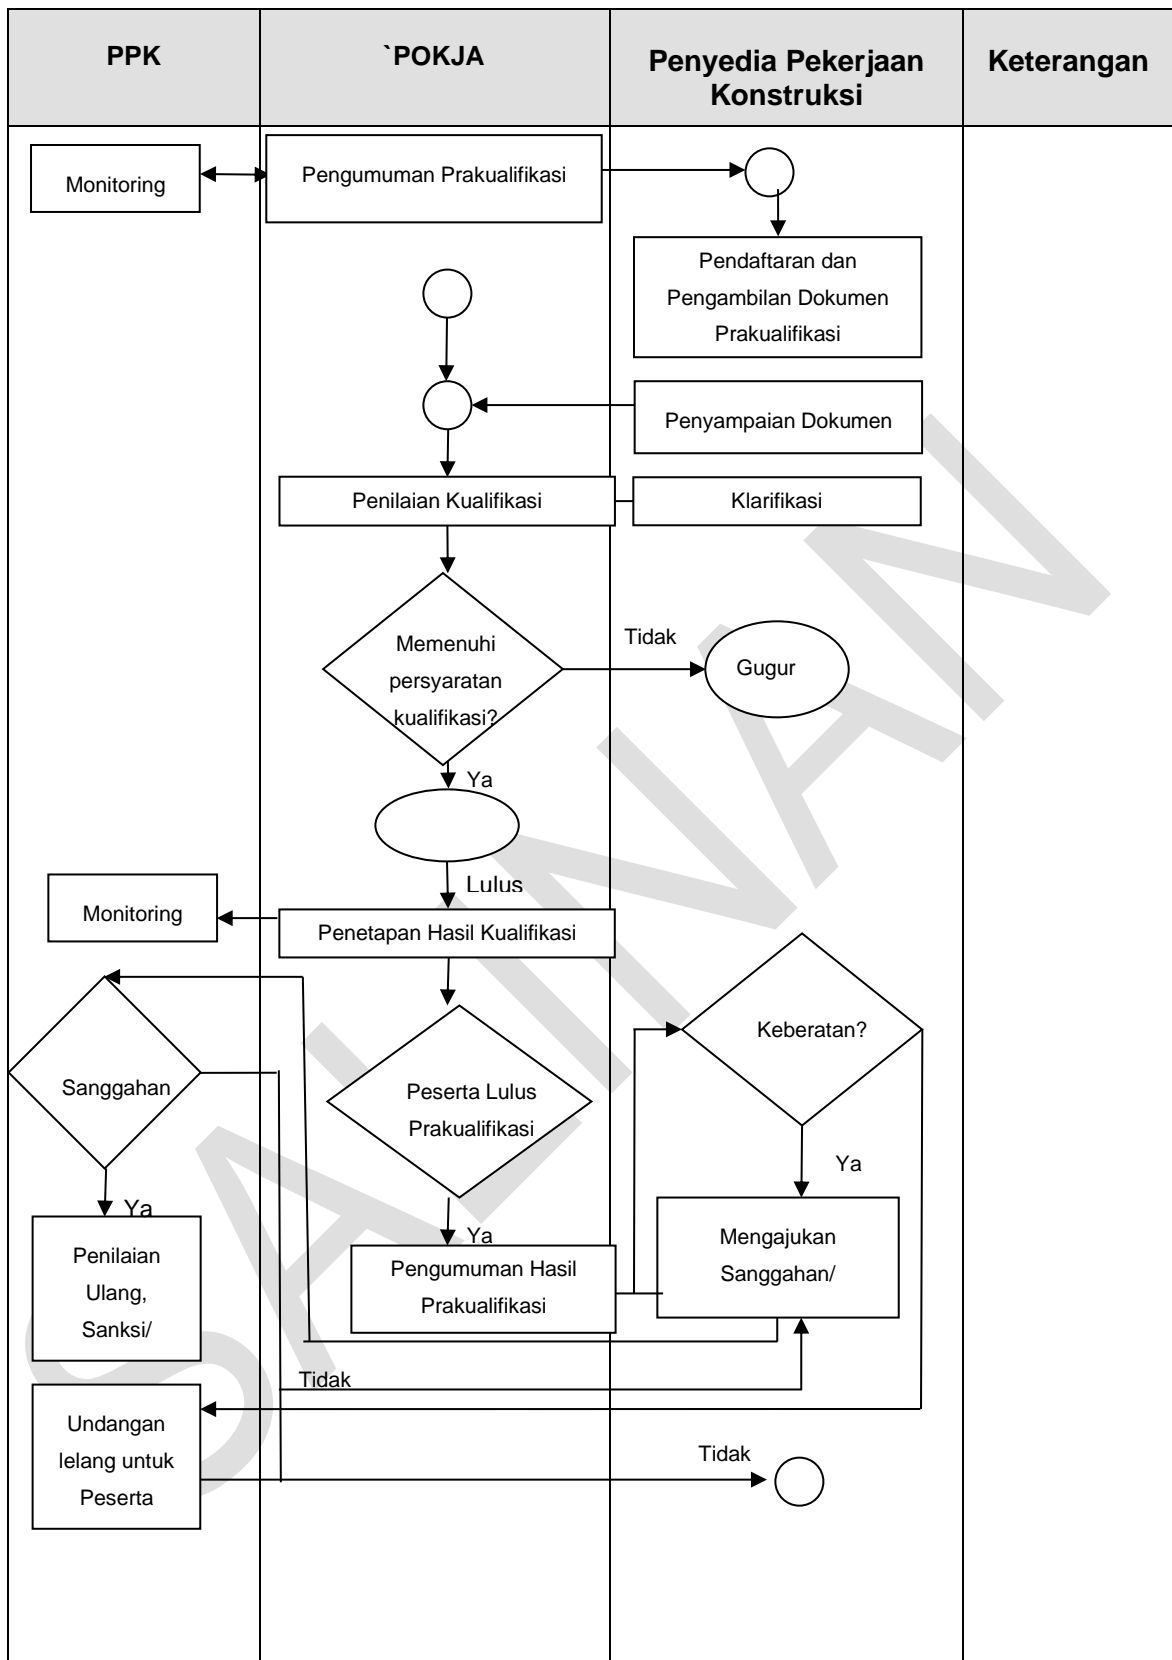 PPK
`POKJA
Penyedia Pekerjaan
Konstruksi
Keterangan
Monitoring
Pengumuman Prakualifikasi
Pendaftaran dan
Pengambilan Dokumen
Prakualifikasi
Penyampaian Dokumen
Penilaian Kualifikasi
Klarifikasi
Memenuhi
persyaratan
kualifikasi?
Tidak
Gugur
Ya
Lulus
Monitoring
Penetapan Hasil Kualifikasi
Keberatan?
Sanggahan
Peserta Lulus
Prakualifikasi
Ya
Ya
Ya
Penilaian
Ulang,
Sanksi/
Pengumuman Hasil
Prakualifikasi
Mengajukan
Sanggahan/
Tidak
Undangan
lelang untuk
Peserta
Tidak
SALINAN